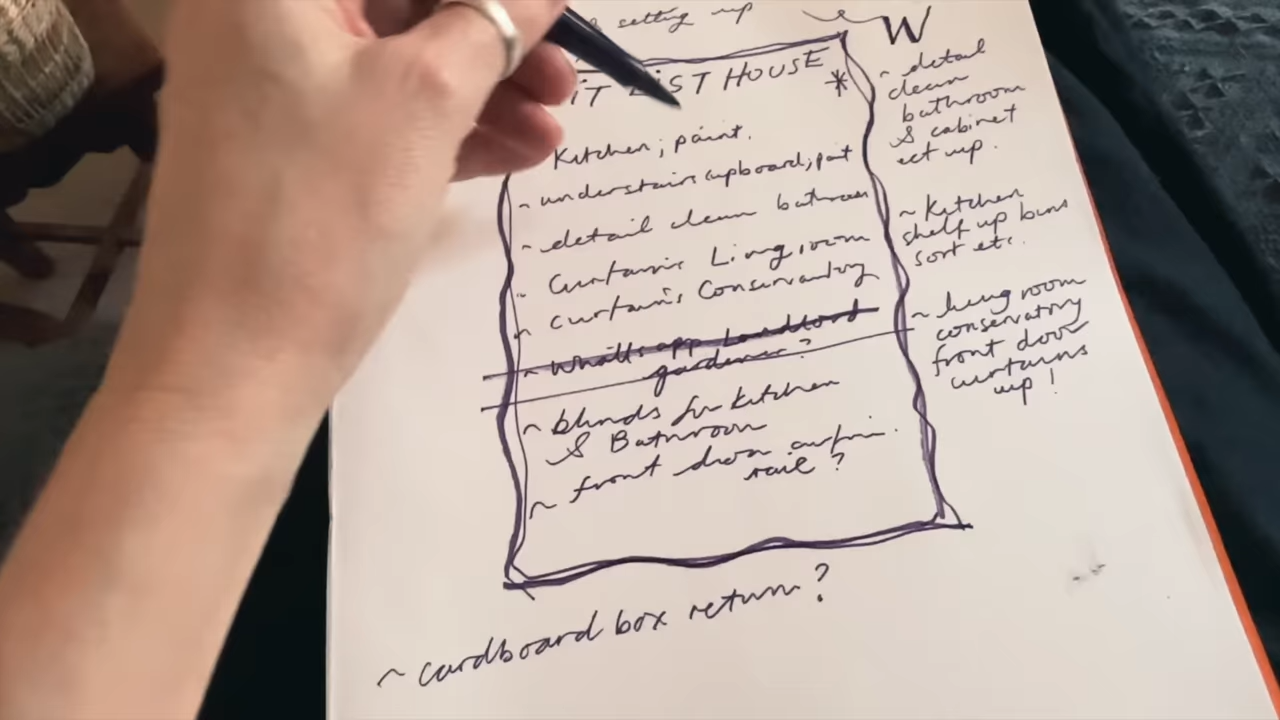 setting up
W
IT LIST HOUSE *
Kitchen; paint.
~ understairs cupboard; paint
~ detail clean bathroom
~ Curtains Living room
~ curtains Conservatory
~ Whatsapp Landlord
gardener?
~ blinds for kitchen
& Bathroom
~ front door curtain
rail?
~
~ detail
clean
bathroom
& cabinet
ect up.
~ Kitchen
shelf up bins
sort etc.
~ living room
conservatory
front door
curtains
up!
~ cardboard box return?